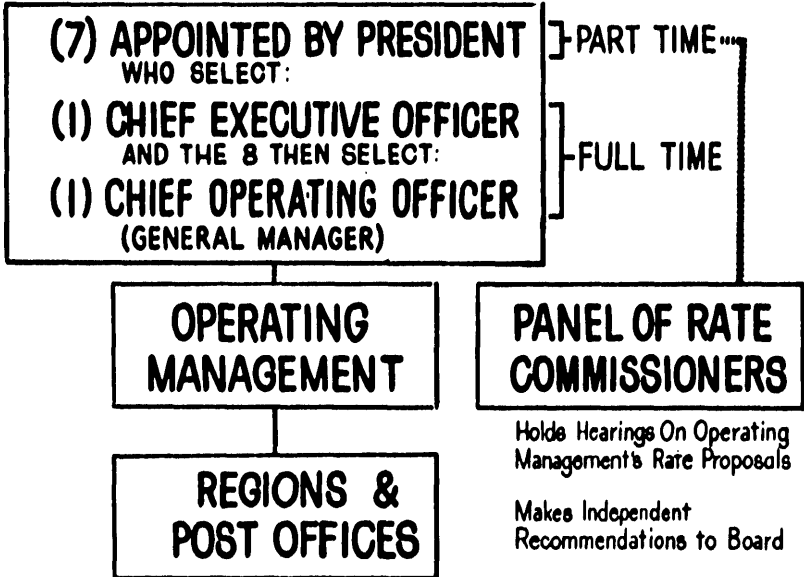 (7) APPOINTED BY PRESIDENT
WHO SELECT:
(1) CHIEF EXECUTIVE OFFICER
AND THE 8 THEN SELECT:
(1) CHIEF OPERATING OFFICER
(GENERAL MANAGER)
PART TIME
FULL TIME
OPERATING
MANAGEMENT
REGIONS &
POST OFFICES
PANEL OF RATE
COMMISSIONERS
Holds Hearings On Operating
Management's Rate Proposals
Makes Independent
Recommendations to Board